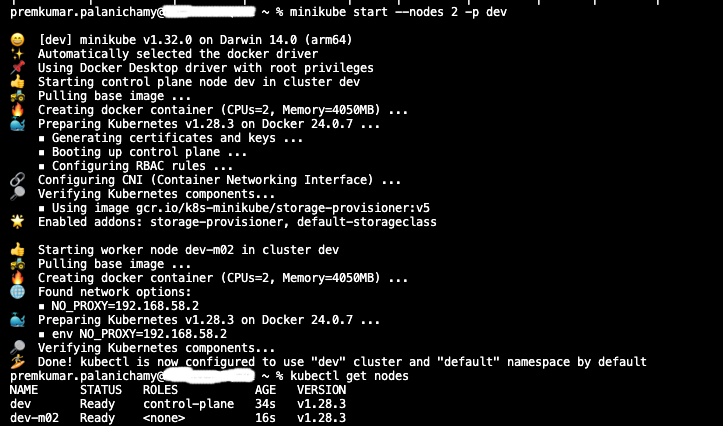 premkumar.palanichamy@ ~ % minikube start --nodes 2 -p dev
😄 [dev] minikube v1.32.0 on Darwin 14.0 (arm64)
✨ Automatically selected the docker driver
📌 Using Docker Desktop driver with root privileges
👍 Starting control plane node dev in cluster dev
🚜 Pulling base image ...
🔥 Creating docker container (CPUs=2, Memory=4050MB) ...
🐳 Preparing Kubernetes v1.28.3 on Docker 24.0.7 ...
▪ Generating certificates and keys ...
▪ Booting up control plane ...
▪ Configuring RBAC rules ...
🔗 Configuring CNI (Container Networking Interface) ...
🔎 Verifying Kubernetes components...
▪ Using image gcr.io/k8s-minikube/storage-provisioner:v5
🌟 Enabled addons: storage-provisioner, default-storageclass
👍 Starting worker node dev-m02 in cluster dev
🚜 Pulling base image ...
🔥 Creating docker container (CPUs=2, Memory=4050MB) ...
🌐 Found network options:
▪ NO_PROXY=192.168.58.2
🐳 Preparing Kubernetes v1.28.3 on Docker 24.0.7 ...
▪ env NO_PROXY=192.168.58.2
🔎 Verifying Kubernetes components...
🏄 Done! kubectl is now configured to use "dev" cluster and "default" namespace by default
premkumar.palanichamy@ ~ % kubectl get nodes
NAME STATUS ROLES AGE VERSION
dev Ready control-plane 34s v1.28.3
dev-m02 Ready <none> 16s v1.28.3